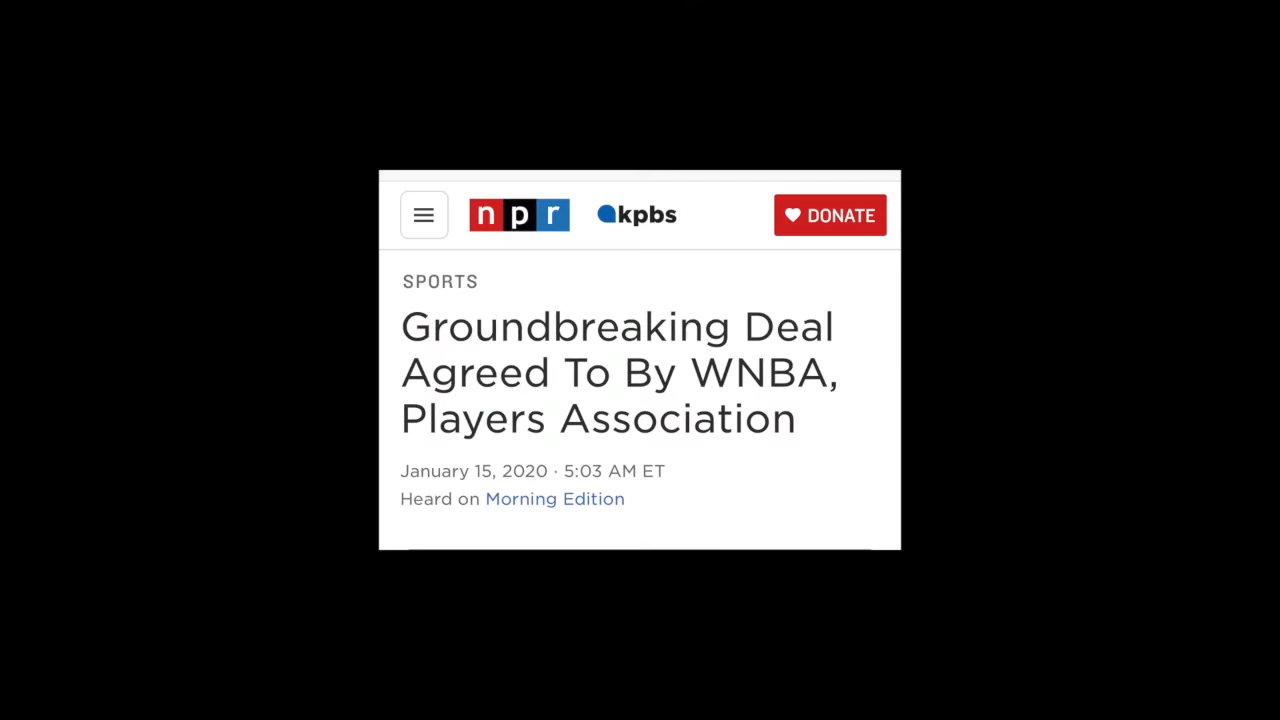 npr kpbs DONATE
SPORTS
Groundbreaking Deal
Agreed To By WNBA,
Players Association
January 15, 2020 · 5:03 AM ET
Heard on Morning Edition